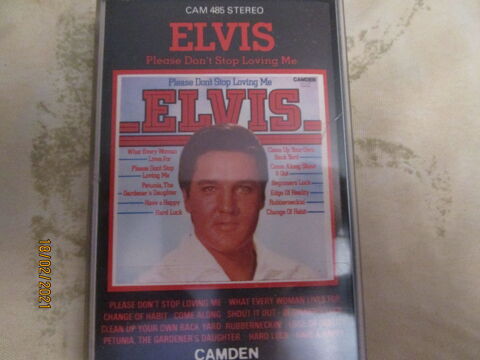 CAM 485 STEREO
ELVIS
Please Don't Stop Loving Me
Please Don't Stop Loving Me CAMDEN
ELVIS
What Every Woman
Lives For
Please Don't Stop
Loving Me
Petunia, The
Gardener's Daughter
Have a Happy
Hard Luck
Clean Up Your Own
Back Yard
Come Along Shout
It Out
Beginners Luck
Edge Of Reality
Rubberneckin'
Change Of Habit
PLEASE DON'T STOP LOVING ME · WHAT EVERY WOMAN LIVES FOR
CHANGE OF HABIT · COME ALONG · SHOUT IT OUT
CLEAN UP YOUR OWN BACK YARD · RUBBERNECKIN'
PETUNIA, THE GARDENER'S DAUGHTER · HARD LUCK
CAMDEN
18/02/2021